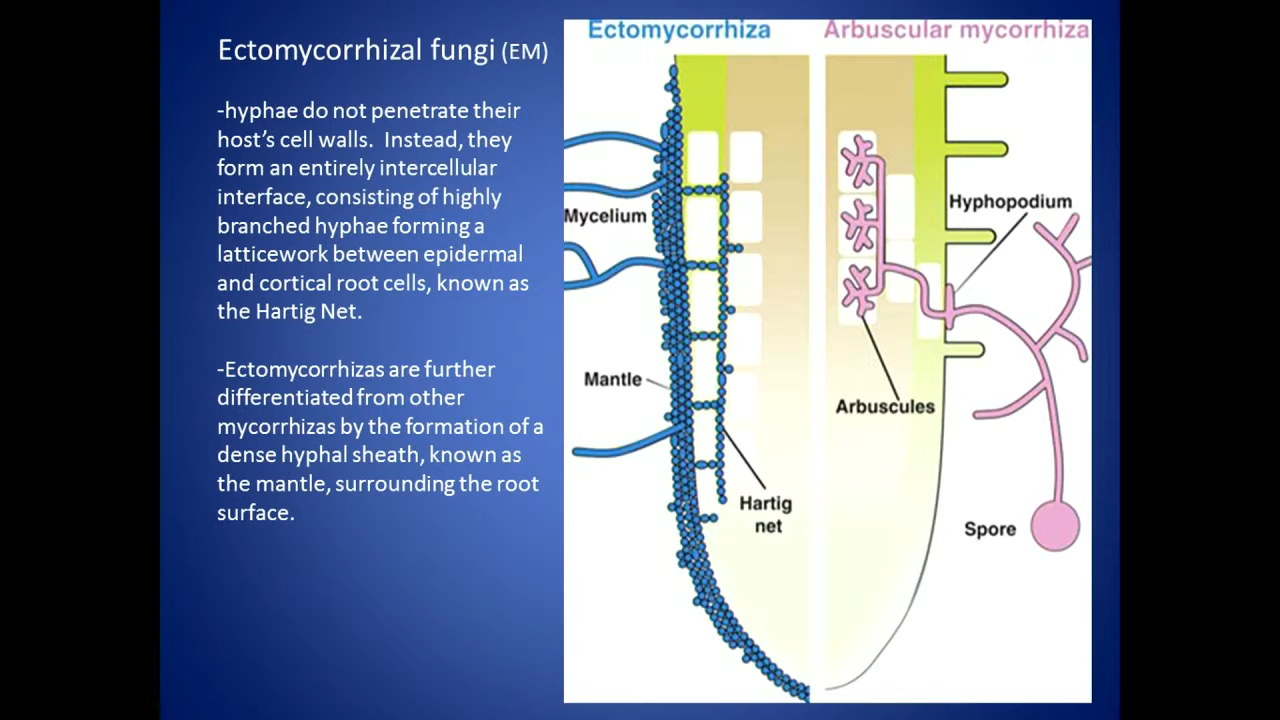 Ectomycorrhizal fungi (EM)
-hyphae do not penetrate their
host's cell walls.  Instead, they
form an entirely intercellular
interface, consisting of highly
branched hyphae forming a
latticework between epidermal
and cortical root cells, known as
the Hartig Net.
-Ectomycorrhizas are further
differentiated from other
mycorrhizas by the formation of a
dense hyphal sheath, known as
the mantle, surrounding the root
surface.
Ectomycorrhiza
Mycelium
Mantle
Hartig
net
Arbuscular mycorrhiza
Hyphopodium
Arbuscules
Spore